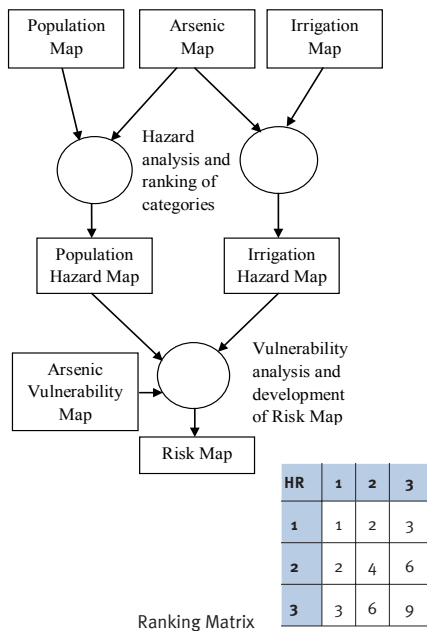 Population
Map
Arsenic
Map
Irrigation
Map
Hazard
analysis and
ranking of
categories
Population
Hazard Map
Irrigation
Hazard Map
Arsenic
Vulnerability
Map
Vulnerability
analysis and
development
of Risk Map
Risk Map
HR 1 2 3
1 1 2 3
2 2 4 6
3 3 6 9
Ranking Matrix